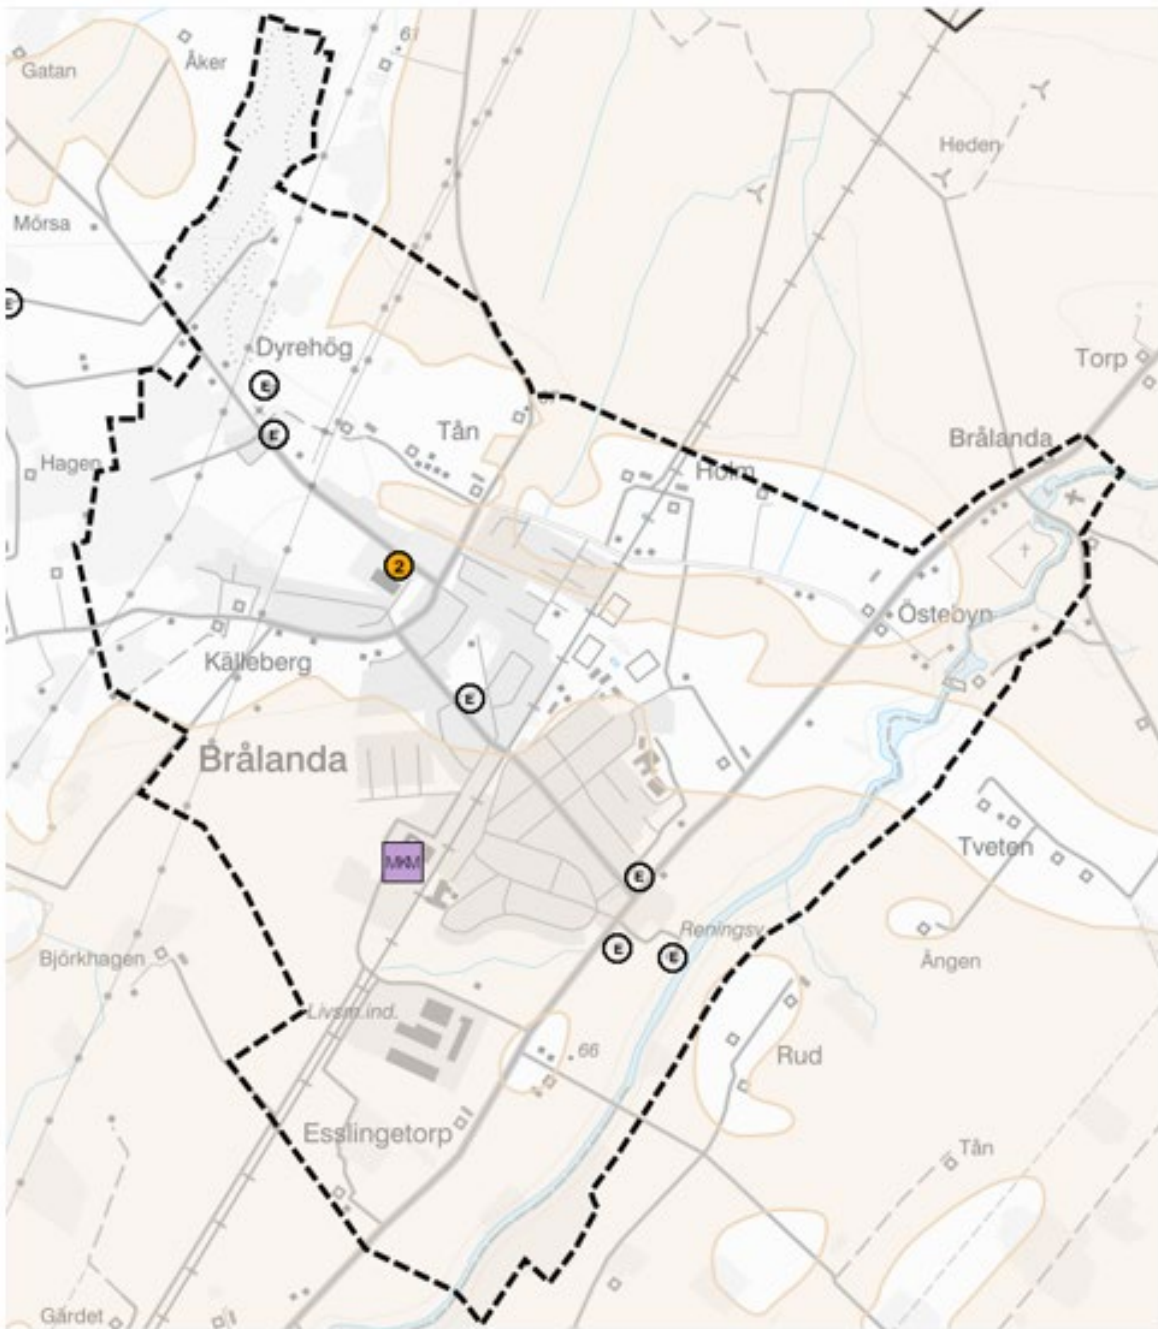 61
Åker
Gatan
Heden
Mörsa
E
Dyrehög
Torp
E
Tån
Brålanda
E
Hagen
Holm
2
Östebyn
Källeberg
E
Brålanda
Tveten
MKM
E
Reningsv.
Björkhagen
E
E
Ången
Livsm.ind.
66
Rud
Esslingetorp
Tån
Gärdet